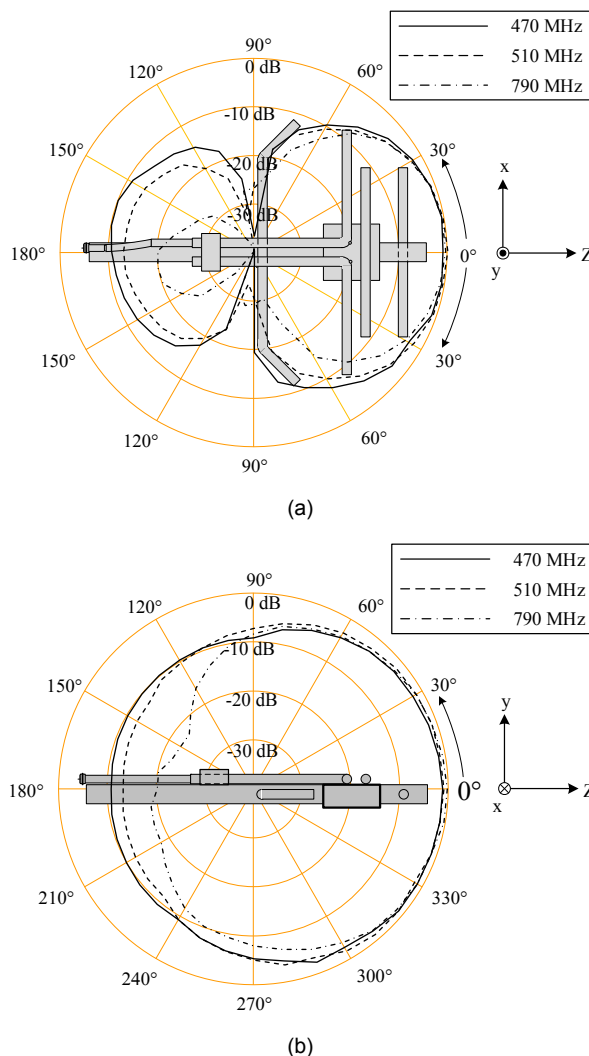 470 MHz
510 MHz
790 MHz
90°
0 dB
120°
60°
-10 dB
150°
-20 dB
30°
-30 dB
x
180°
0°
y
Z
150°
30°
120°
60°
90°
(a)
470 MHz
510 MHz
790 MHz
90°
0 dB
120°
60°
-10 dB
150°
-20 dB
30°
y
-30 dB
180°
0°
x
Z
210°
330°
240°
300°
270°
(b)